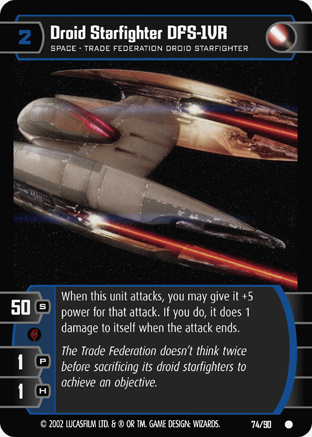 2 Droid Starfighter DFS-1VR
SPACE - TRADE FEDERATION DROID STARFIGHTER
50 S
1 P
1 H
When this unit attacks, you may give it +5
power for that attack. If you do, it does 1
damage to itself when the attack ends.
The Trade Federation doesn't think twice
before sacrificing its droid starfighters to
achieve an objective.
© 2002 LUCASFILM LTD. & ® OR TM. GAME DESIGN: WIZARDS. 74/90